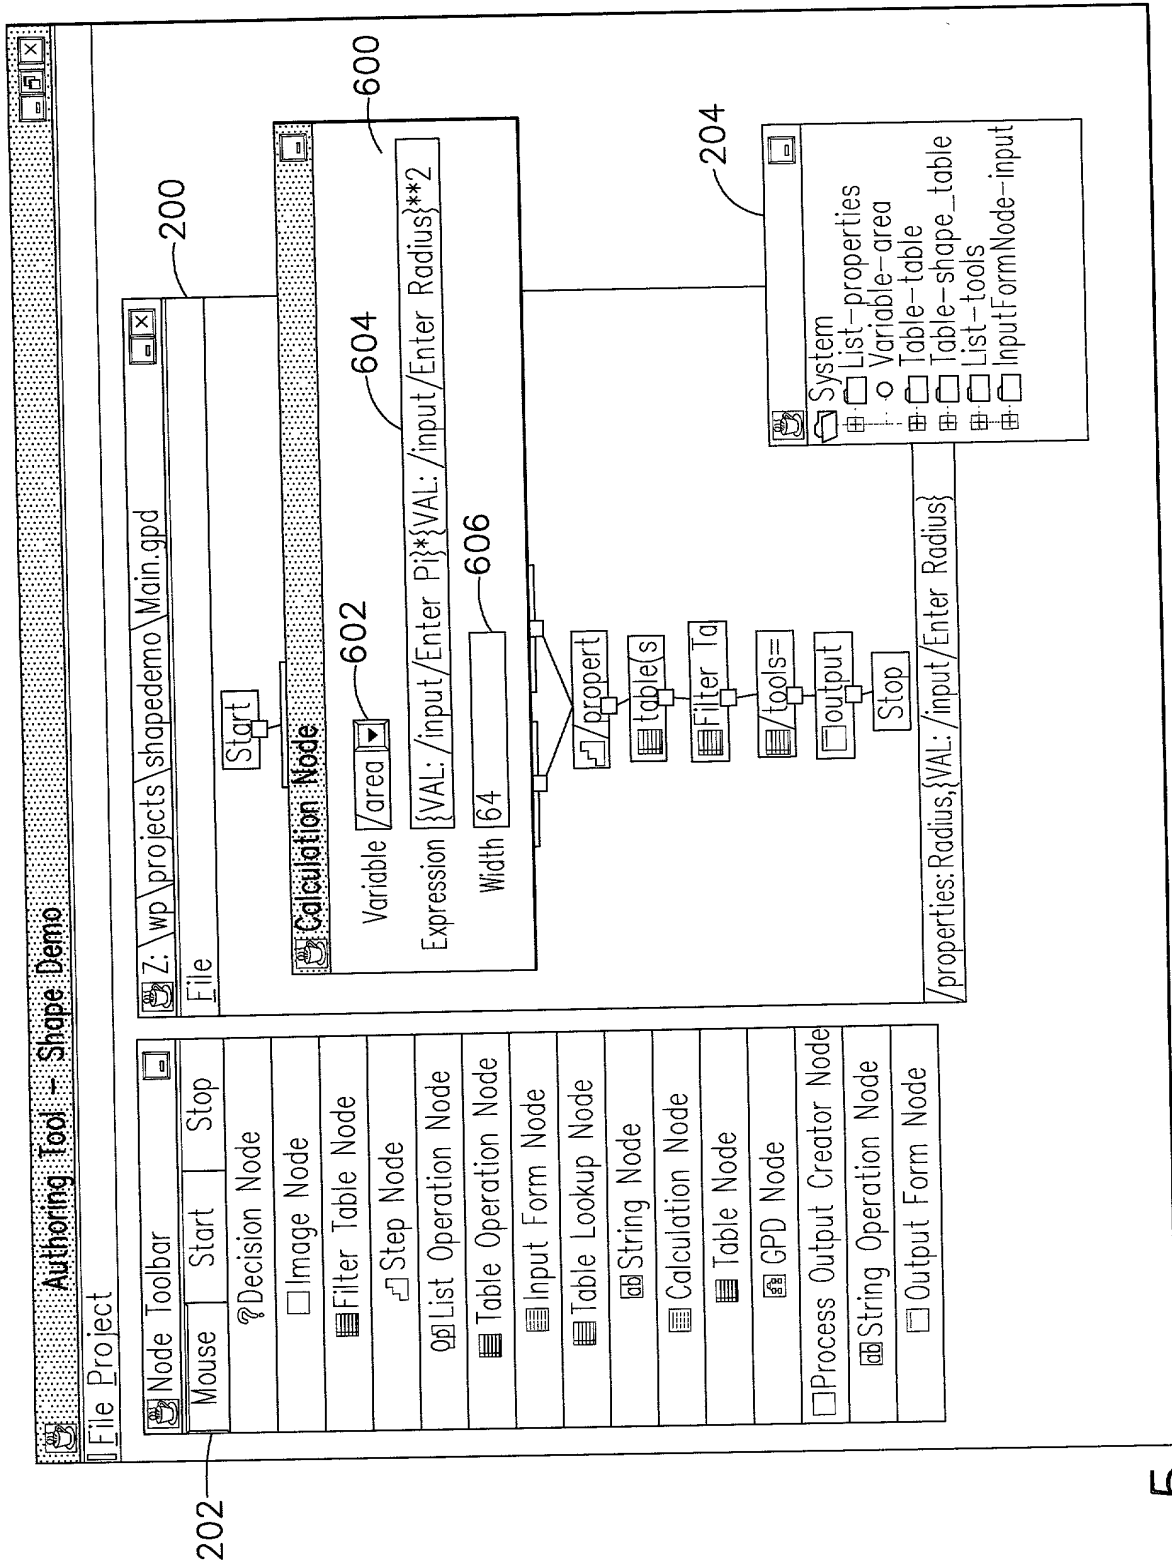 Authoring Tool - Shape Demo
File Project
Node Toolbar
Mouse Start Stop
Decision Node
Image Node
Filter Table Node
Step Node
Op List Operation Node
Table Operation Node
Input Form Node
Table Lookup Node
ab String Node
Calculation Node
Table Node
GPD Node
Process Output Creator Node
ab String Operation Node
Output Form Node
202
Z: \wp\projects\shapedemo\Main.gpd
File
200
Start
Calculation Node
Variable /area
602
Expression {VAL: /input/Enter Pi}*{VAL: /input/Enter Radius}**2
604
600
Width 64
606
/propert
table(s
Filter Ta
/tools=
output
Stop
/properties: Radius,{VAL: /input/Enter Radius}
204
System
List-properties
Variable-area
Table-table
Table-shape_table
List-tools
InputFormNode-input